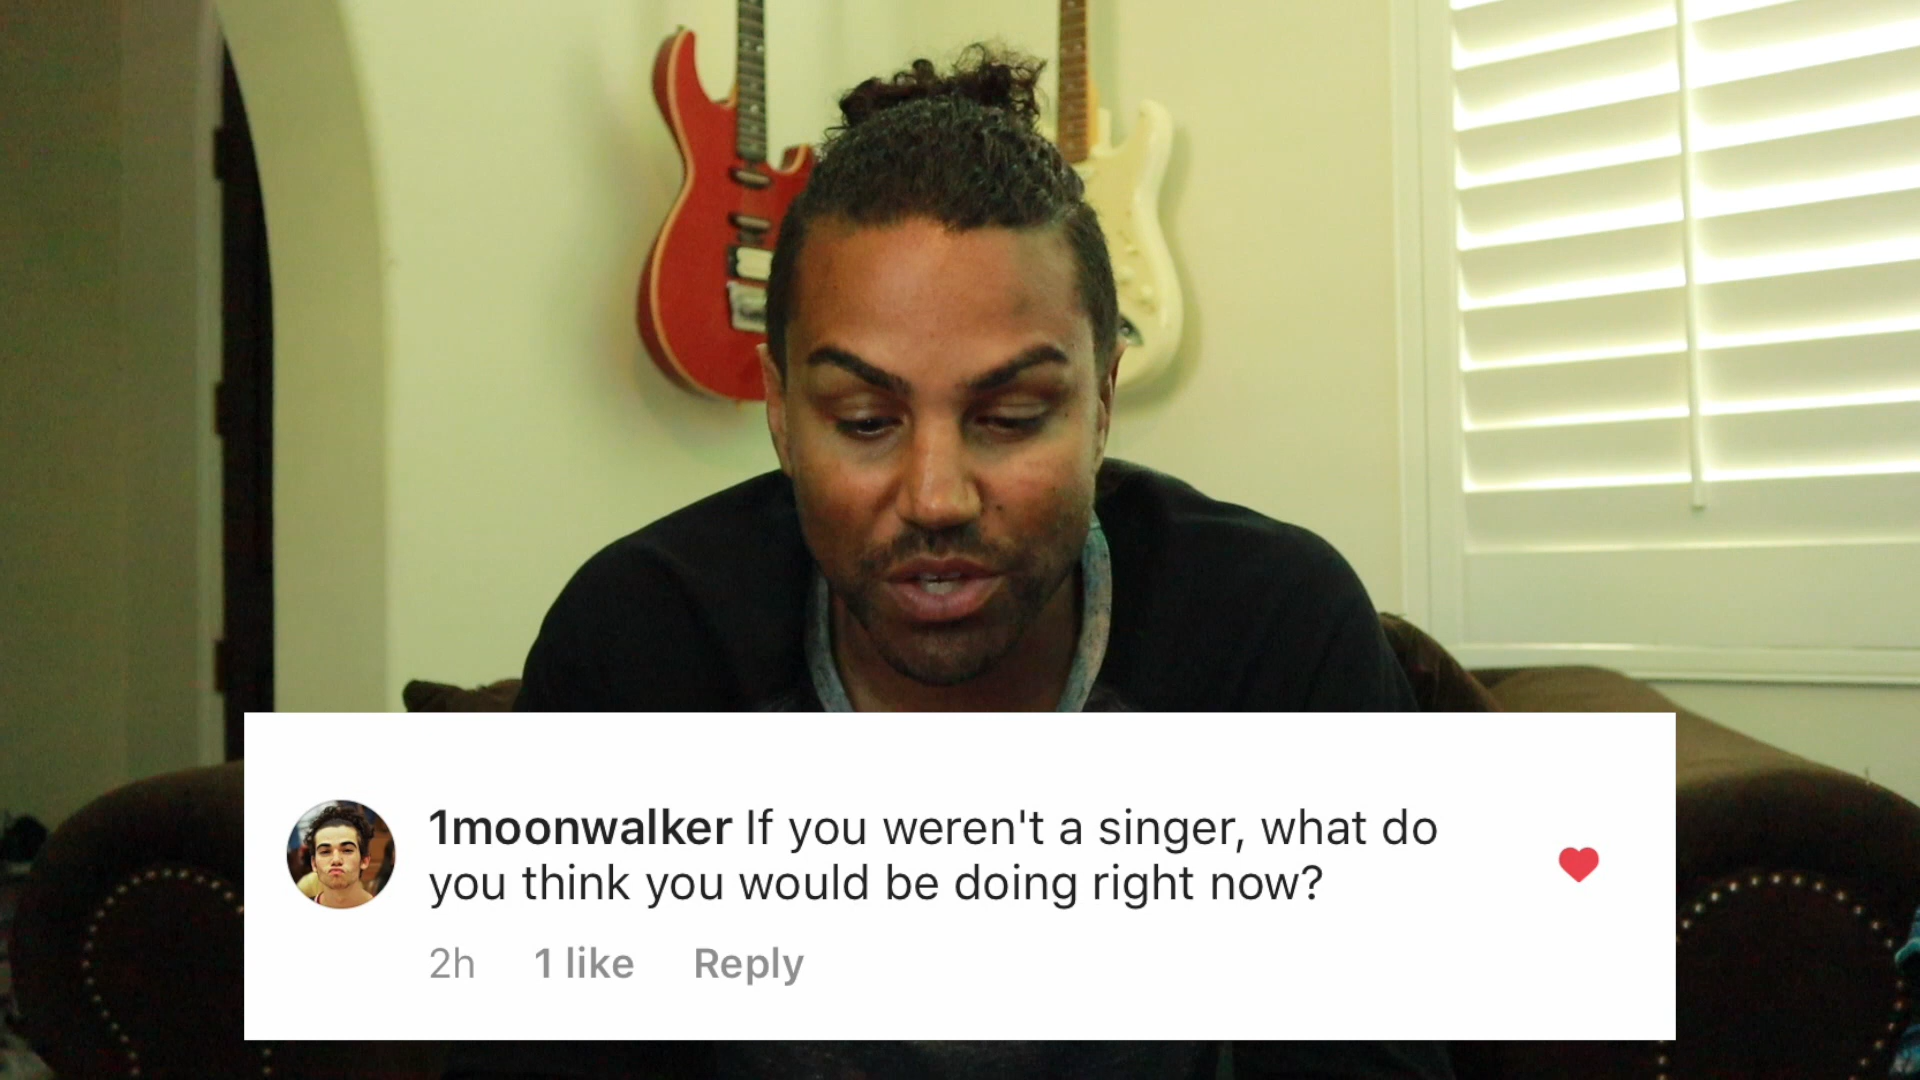 1moonwalker If you weren't a singer, what do
you think you would be doing right now?
2h 1 like Reply